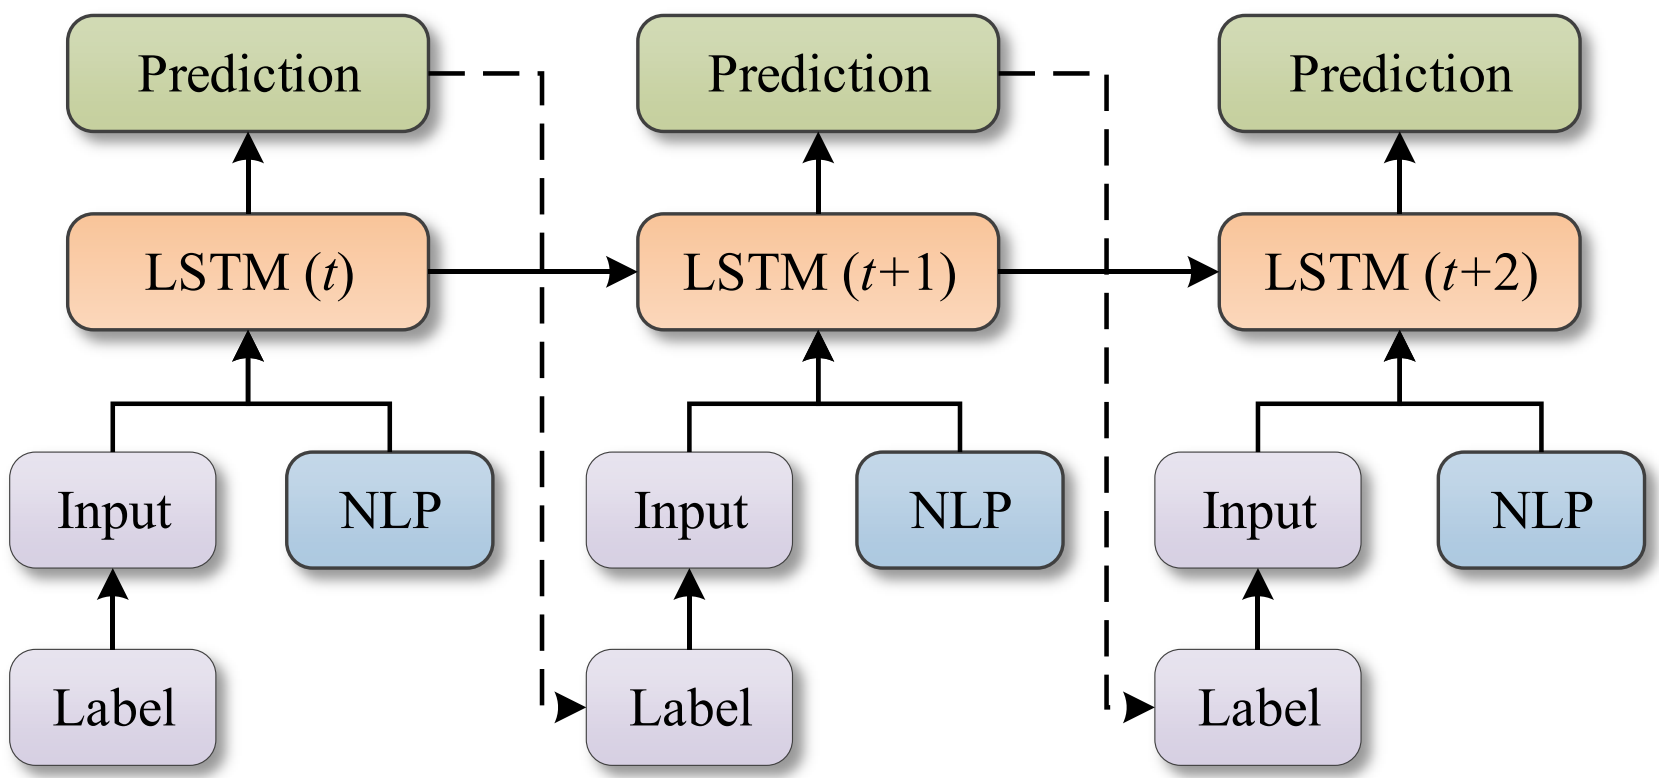 Prediction
Prediction
Prediction
LSTM (t)
LSTM (t+1)
LSTM (t+2)
Input
NLP
Input
NLP
Input
NLP
Label
Label
Label